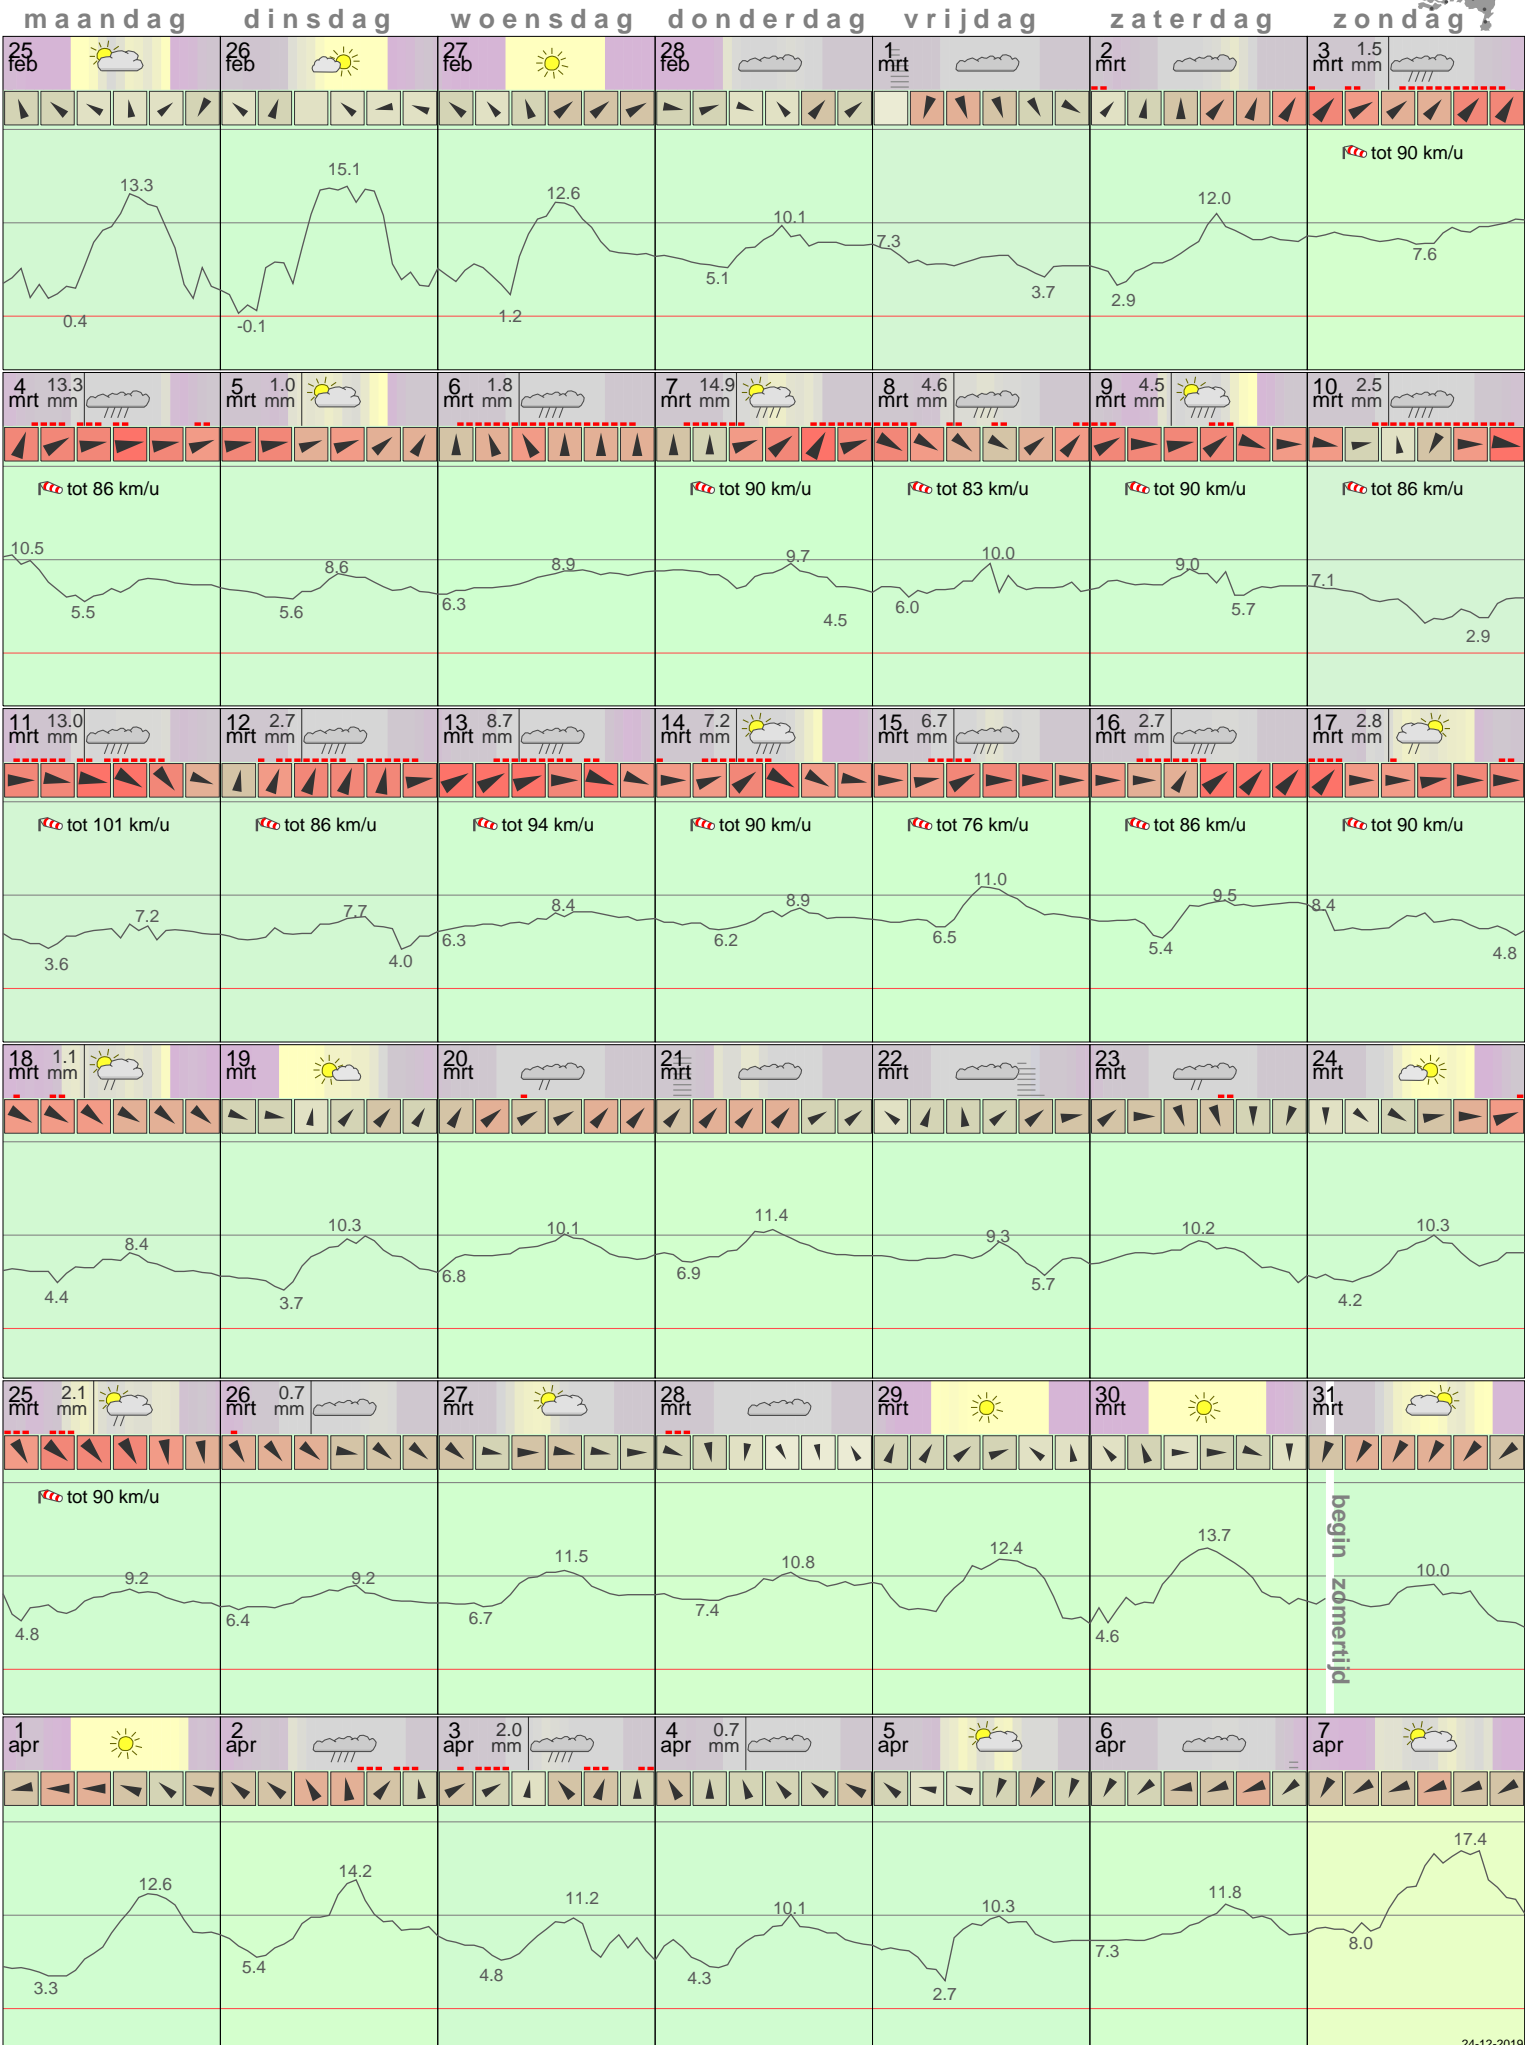 maandag dinsdag woensdag donderdag vrijdag zaterdag zondag
25 26 27 28 1 2 3 1.5
feb feb feb feb mrt mrt mrt mm
tot 90 km/u
13.3 15.1 12.6 10.1 7.3 12.0 7.6
0.4 -0.1 1.2 5.1 3.7 2.9
4 13.3 5 1.0 6 1.8 7 14.9 8 4.6 9 4.5 10 2.5
mrt mm mrt mm mrt mm mrt mm mrt mm mrt mm mrt mm
tot 86 km/u tot 90 km/u tot 83 km/u tot 90 km/u tot 86 km/u
10.5 8.6 8.9 9.7 10.0 9.0 7.1
5.5 5.6 6.3 4.5 6.0 5.7 2.9
11 13.0 12 2.7 13 8.7 14 7.2 15 6.7 16 2.7 17 2.8
mrt mm mrt mm mrt mm mrt mm mrt mm mrt mm mrt mm
tot 101 km/u tot 86 km/u tot 94 km/u tot 90 km/u tot 76 km/u tot 86 km/u tot 90 km/u
7.2 7.7 8.4 8.9 11.0 9.5 8.4
3.6 4.0 6.3 6.2 6.5 5.4 4.8
18 1.1 19 20 21 22 23 24
mrt mm mrt mrt mrt mrt mrt mrt
8.4 10.3 10.1 11.4 9.3 10.2 10.3
4.4 3.7 6.8 6.9 5.7 4.2
25 2.1 26 0.7 27 28 29 30 31
mrt mm mrt mm mrt mrt mrt mrt mrt
tot 90 km/u
begin zomertijd
9.2 9.2 11.5 10.8 12.4 13.7 10.0
4.8 6.4 6.7 7.4 4.6
1 2 3 2.0 4 0.7 5 6 7
apr apr apr mm apr mm apr apr apr
12.6 14.2 11.2 10.1 10.3 11.8 17.4
3.3 5.4 4.8 4.3 2.7 7.3 8.0
24-12-2019